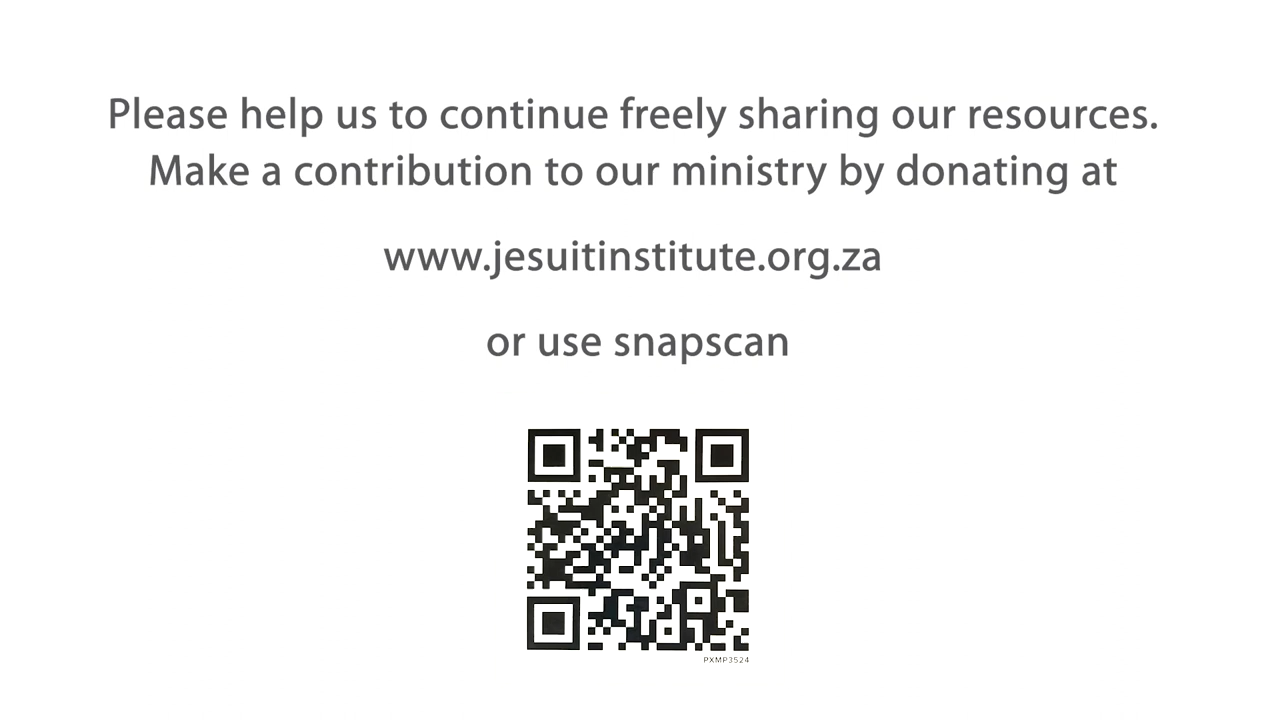 Please help us to continue freely sharing our resources.
Make a contribution to our ministry by donating at
www.jesuitinstitute.org.za
or use snapscan
PXMP3524